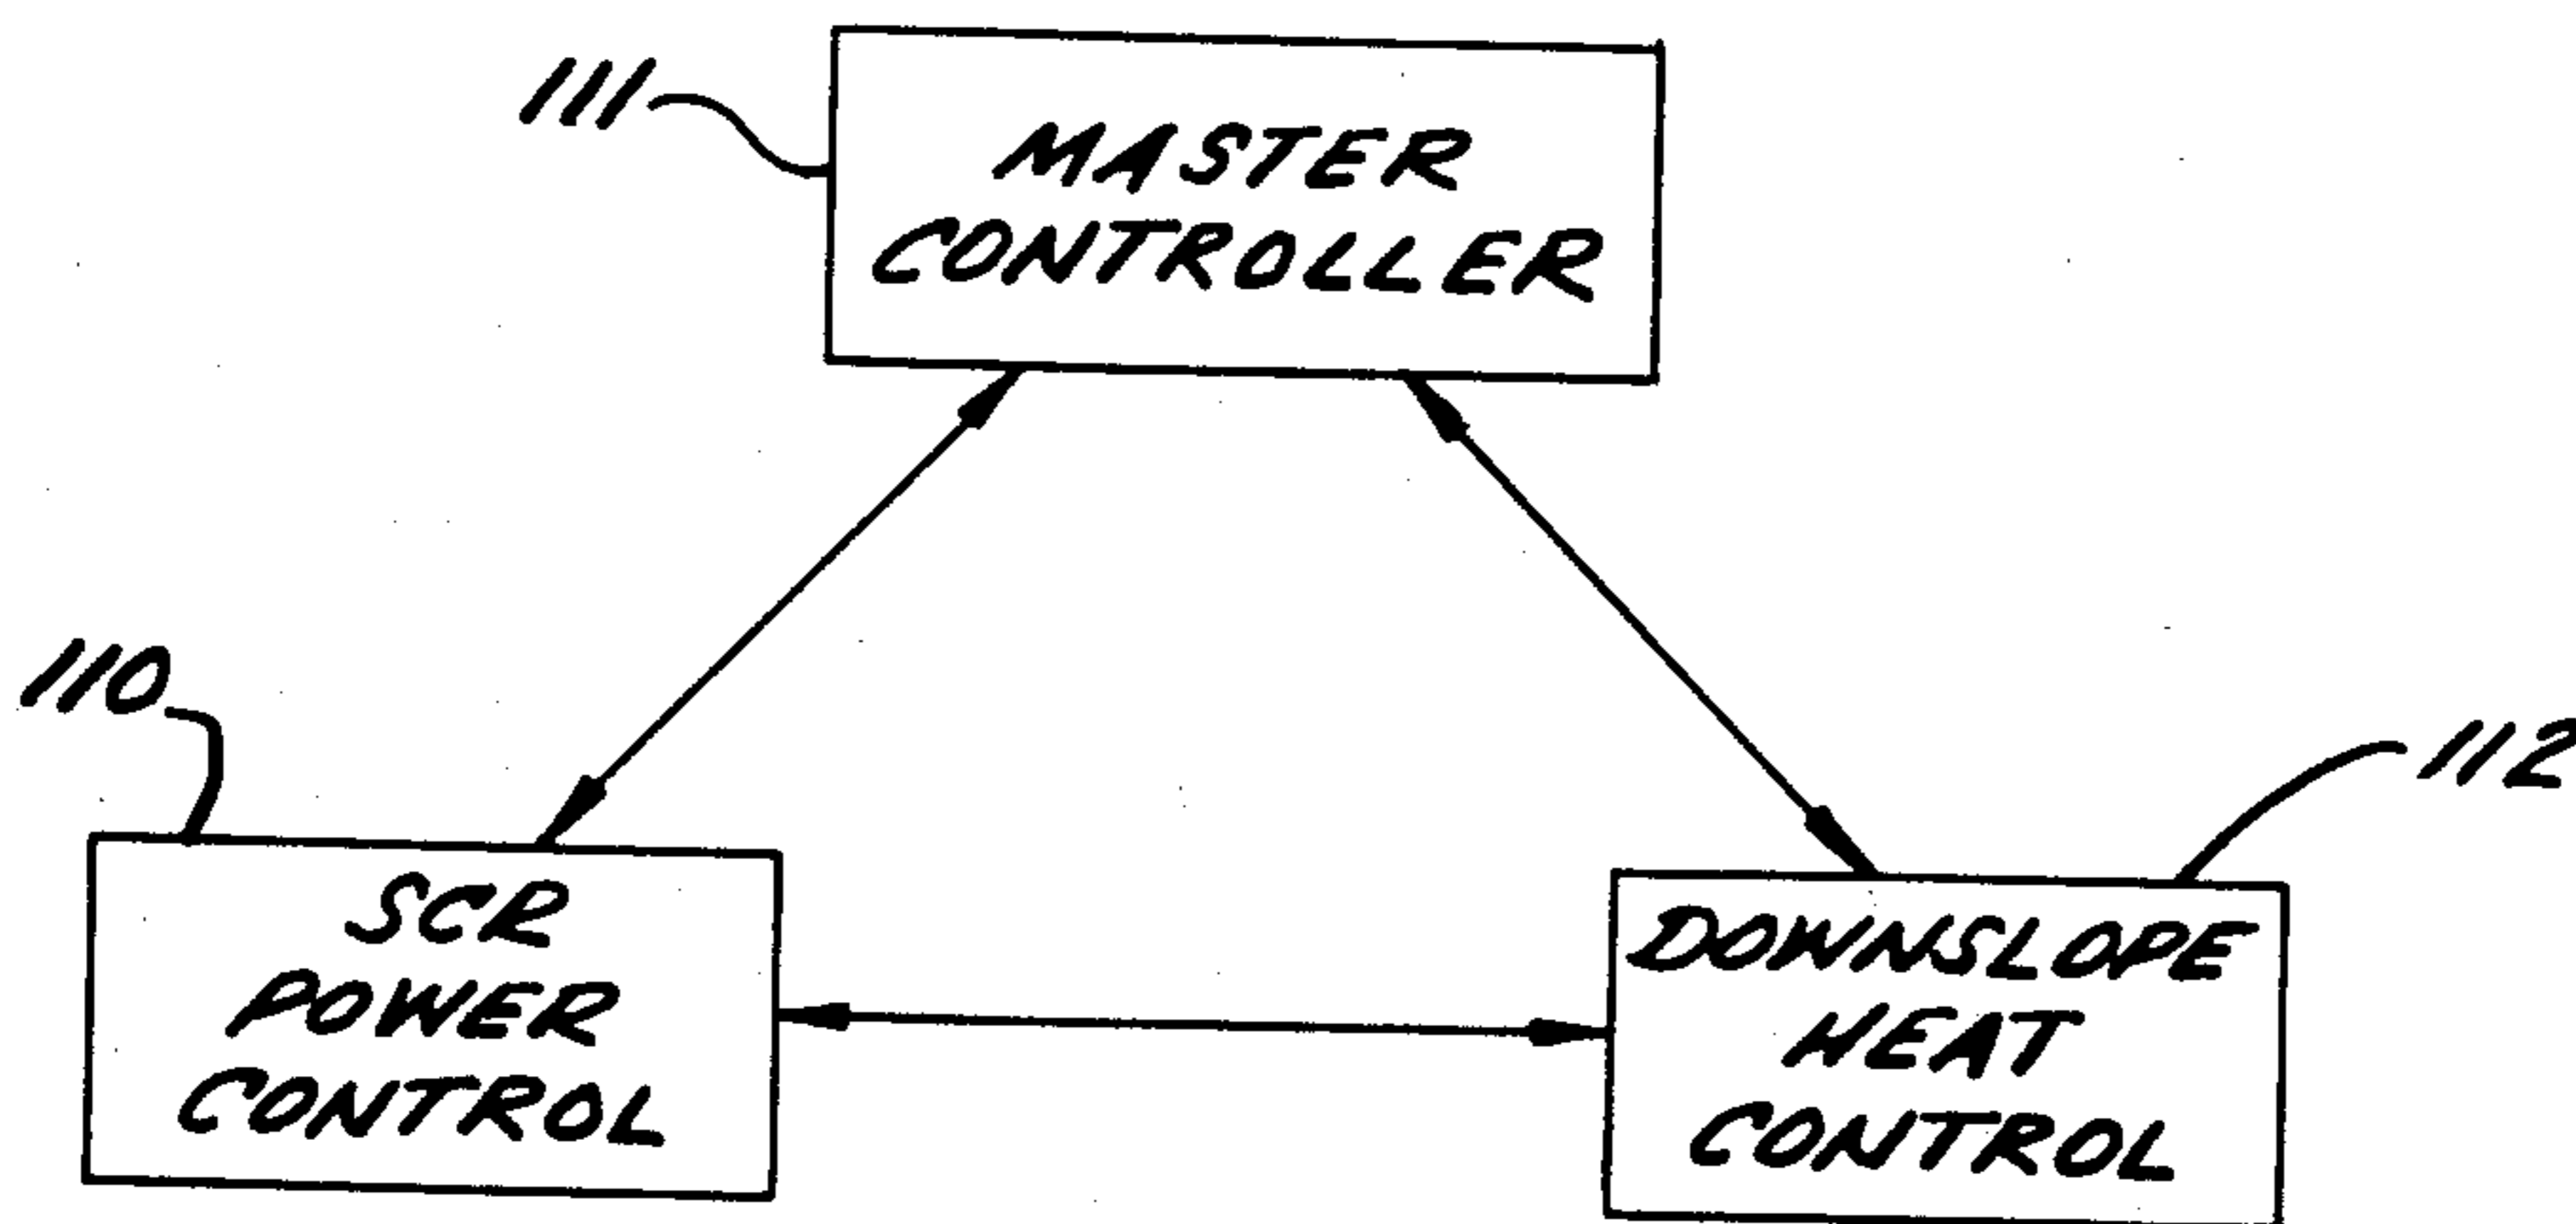 111
MASTER
CONTROLLER
110
SCR
POWER
CONTROL
112
DOWNSLOPE
HEAT
CONTROL